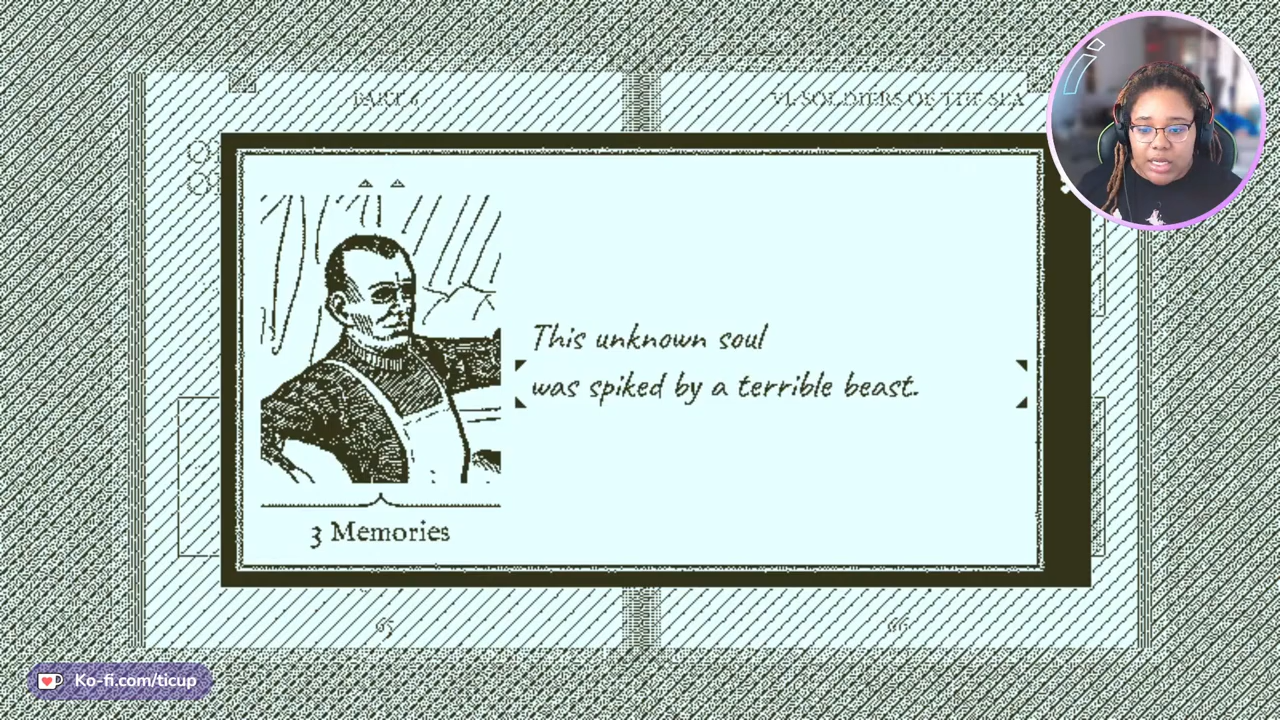 PART 6
VI. SOLDIERS OF THE SEA
This unknown soul
was spiked by a terrible beast.
3 Memories
65
66
Ko-fi.com/ticup